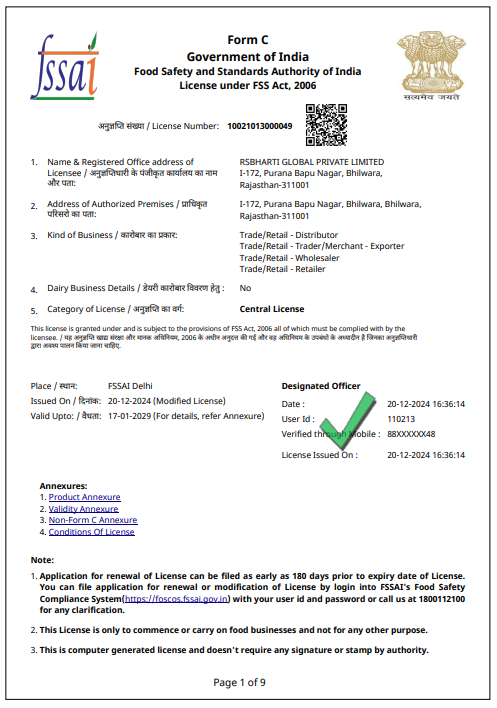 fssai
Form C
Government of India
Food Safety and Standards Authority of India
License under FSS Act, 2006
सत्यमेव जयते
अनुज्ञप्ति संख्या / License Number: 10021013000049
1. Name & Registered Office address of
Licensee / अनुज्ञप्तिधारी के पंजीकृत कार्यालय का नाम
और पता:
RSBHARTI GLOBAL PRIVATE LIMITED
I-172, Purana Bapu Nagar, Bhilwara,
Rajasthan-311001
2. Address of Authorized Premises / प्राधिकृत
परिसरों का पता:
I-172, Purana Bapu Nagar, Bhilwara, Bhilwara,
Rajasthan-311001
3. Kind of Business / कारोबार का प्रकार:
Trade/Retail - Distributor
Trade/Retail - Trader/Merchant - Exporter
Trade/Retail - Wholesaler
Trade/Retail - Retailer
4. Dairy Business Details / डेयरी कारोबार विवरण हेतु : No
5. Category of License / अनुज्ञप्ति का वर्ग: Central License
This license is granted under and is subject to the provisions of FSS Act, 2006 all of which must be complied with by the
licensee. / यह अनुज्ञप्ति खाद्य सुरक्षा और मानक अधिनियम, 2006 के अधीन अनुदत्त की गई और यह अधिनियम के उपबंधों के अध्यधीन है जिनका अनुज्ञप्तिधारी
द्वारा अवश्य पालन किया जाना चाहिए.
Place / स्थान: FSSAI Delhi
Issued On / दिनांक: 20-12-2024 (Modified License)
Valid Upto: / वैधता: 17-01-2029 (For details, refer Annexure)
Designated Officer
Date : 20-12-2024 16:36:14
User Id : 110213
Verified through Mobile : 88XXXXXX48
License Issued On : 20-12-2024 16:36:14
Annexures:
1. Product Annexure
2. Validity Annexure
3. Non-Form C Annexure
4. Conditions Of License
Note:
1. Application for renewal of License can be filed as early as 180 days prior to expiry date of License.
You can file application for renewal or modification of License by login into FSSAI's Food Safety
Compliance System(https://foscos.fssai.gov.in) with your user id and password or call us at 1800112100
for any clarification.
2. This License is only to commence or carry on food businesses and not for any other purpose.
3. This is computer generated license and doesn't require any signature or stamp by authority.
Page 1 of 9